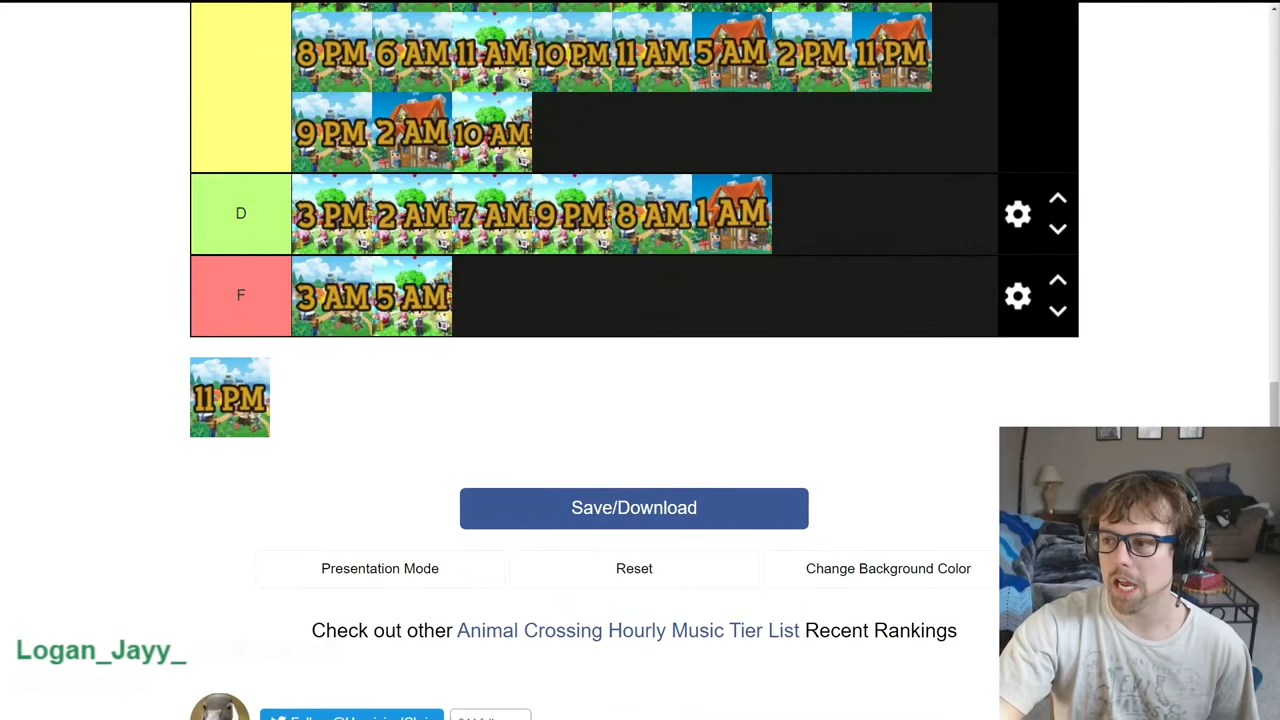 8 PM 6 AM 11 AM 10 PM 11 AM 5 AM 2 PM 11 PM
9 PM 2 AM 10 AM
D
3 PM 2 AM 7 AM 9 PM 8 AM 1 AM
F
3 AM 5 AM
11 PM
Save/Download
Presentation Mode
Reset
Change Background Color
Check out other Animal Crossing Hourly Music Tier List Recent Rankings
Logan_Jayy_